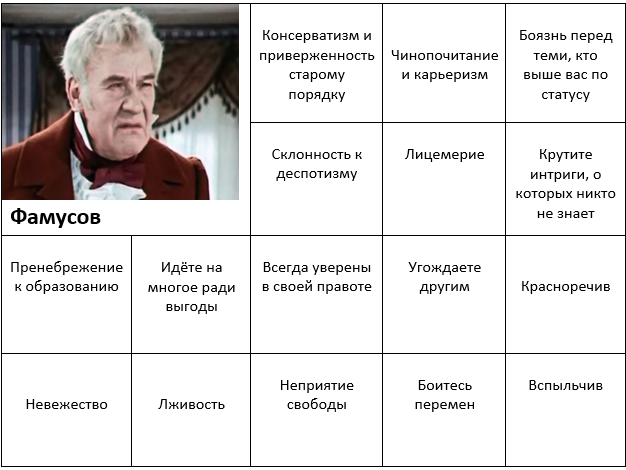 Консерватизм и
приверженность
старому
порядку
Чинопочитание
и карьеризм
Боязнь перед
теми, кто
выше вас по
статусу
Склонность к
деспотизму
Лицемерие
Крутите
интриги, о
которых никто
не знает
Фамусов
Пренебрежение
к образованию
Идёте на
многое ради
выгоды
Всегда уверены
в своей правоте
Угождаете
другим
Красноречив
Невежество
Лживость
Неприятие
свободы
Боитесь
перемен
Вспыльчив